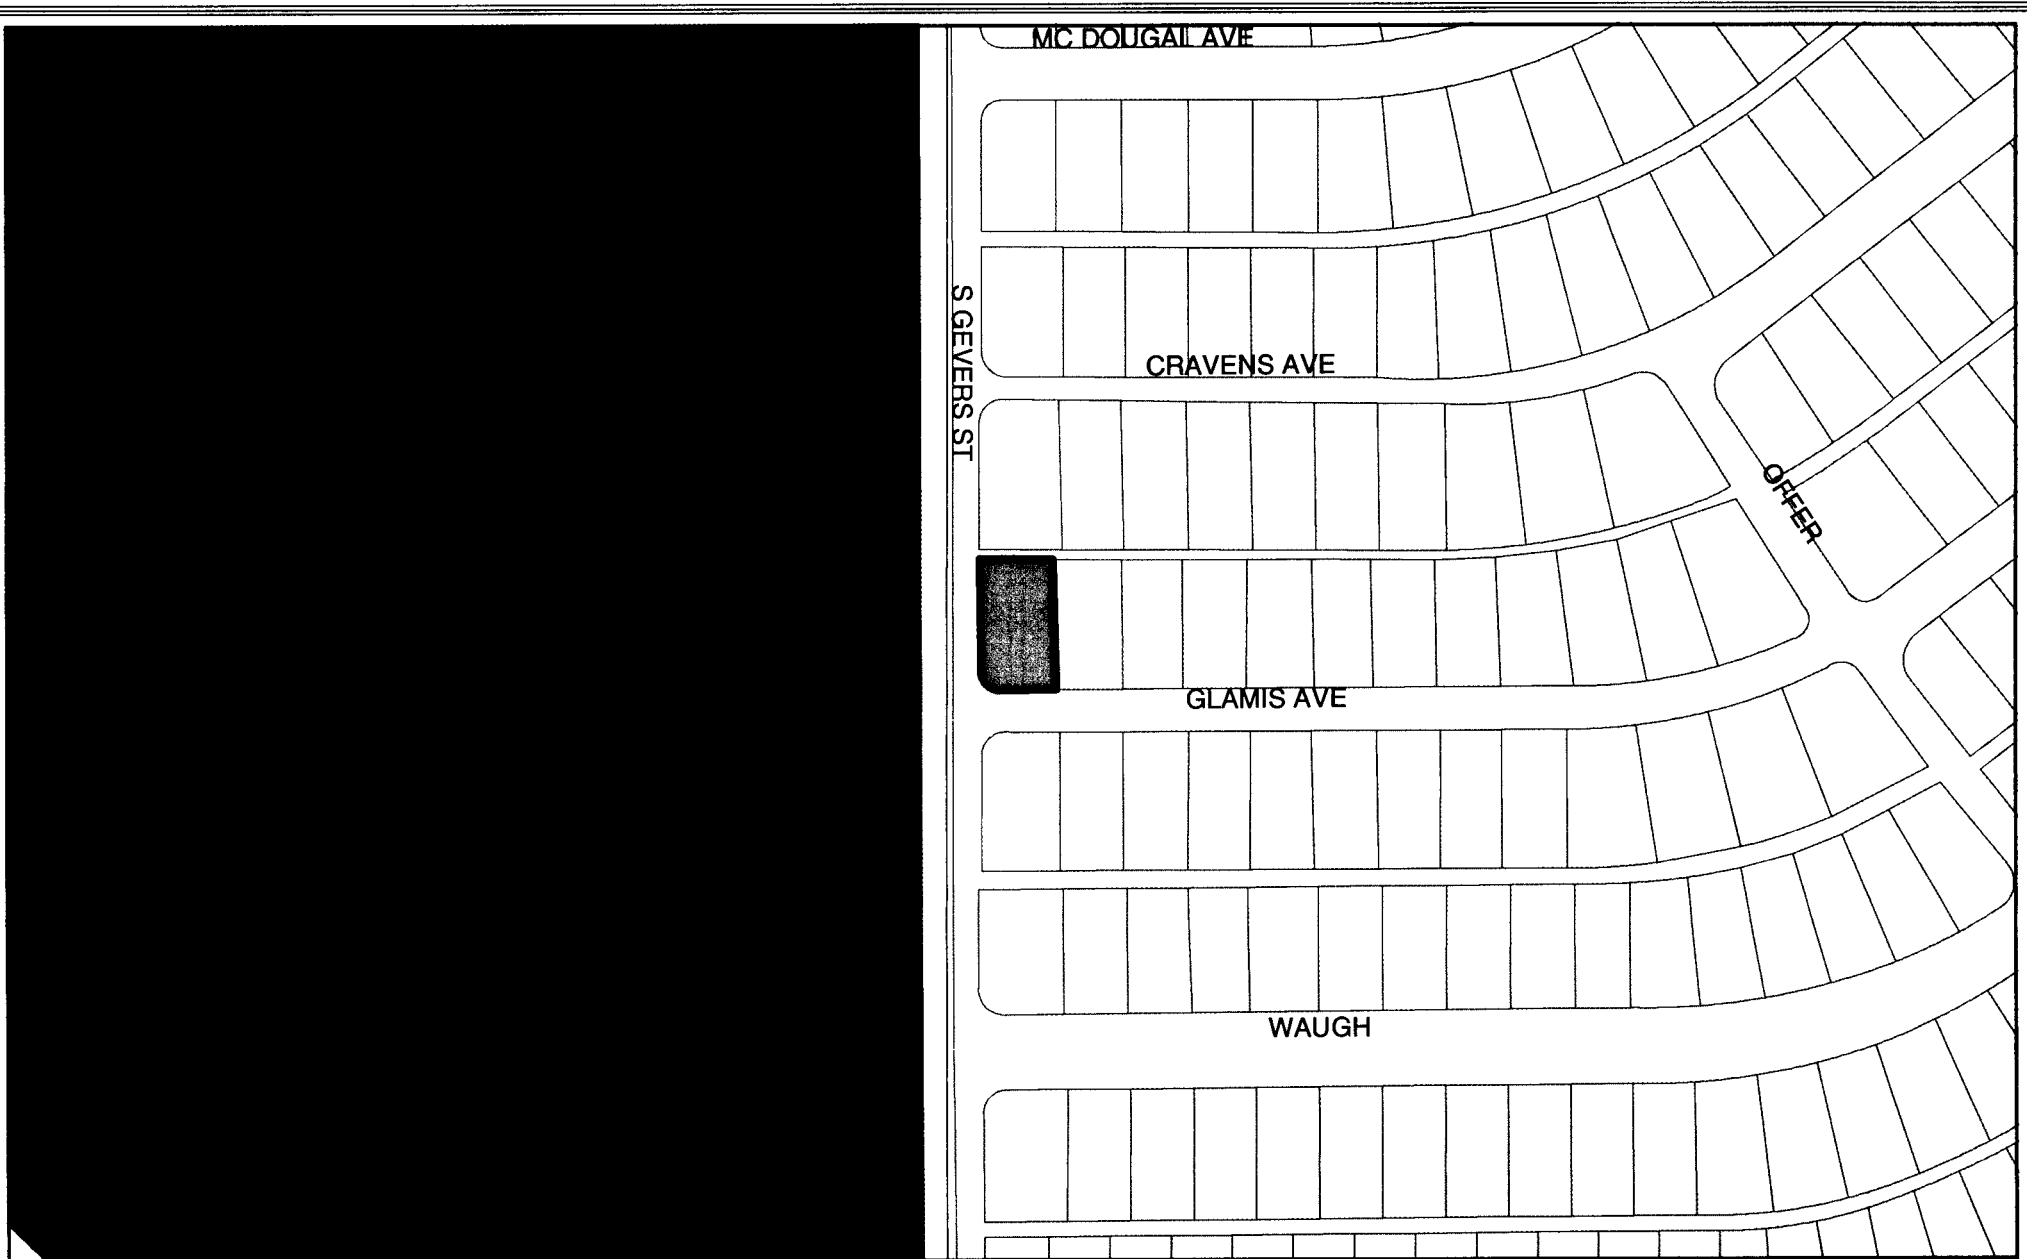 MC DOUGAL AVE
S GEVERS ST
CRAVENS AVE
OFFER
GLAMIS AVE
WAUGH